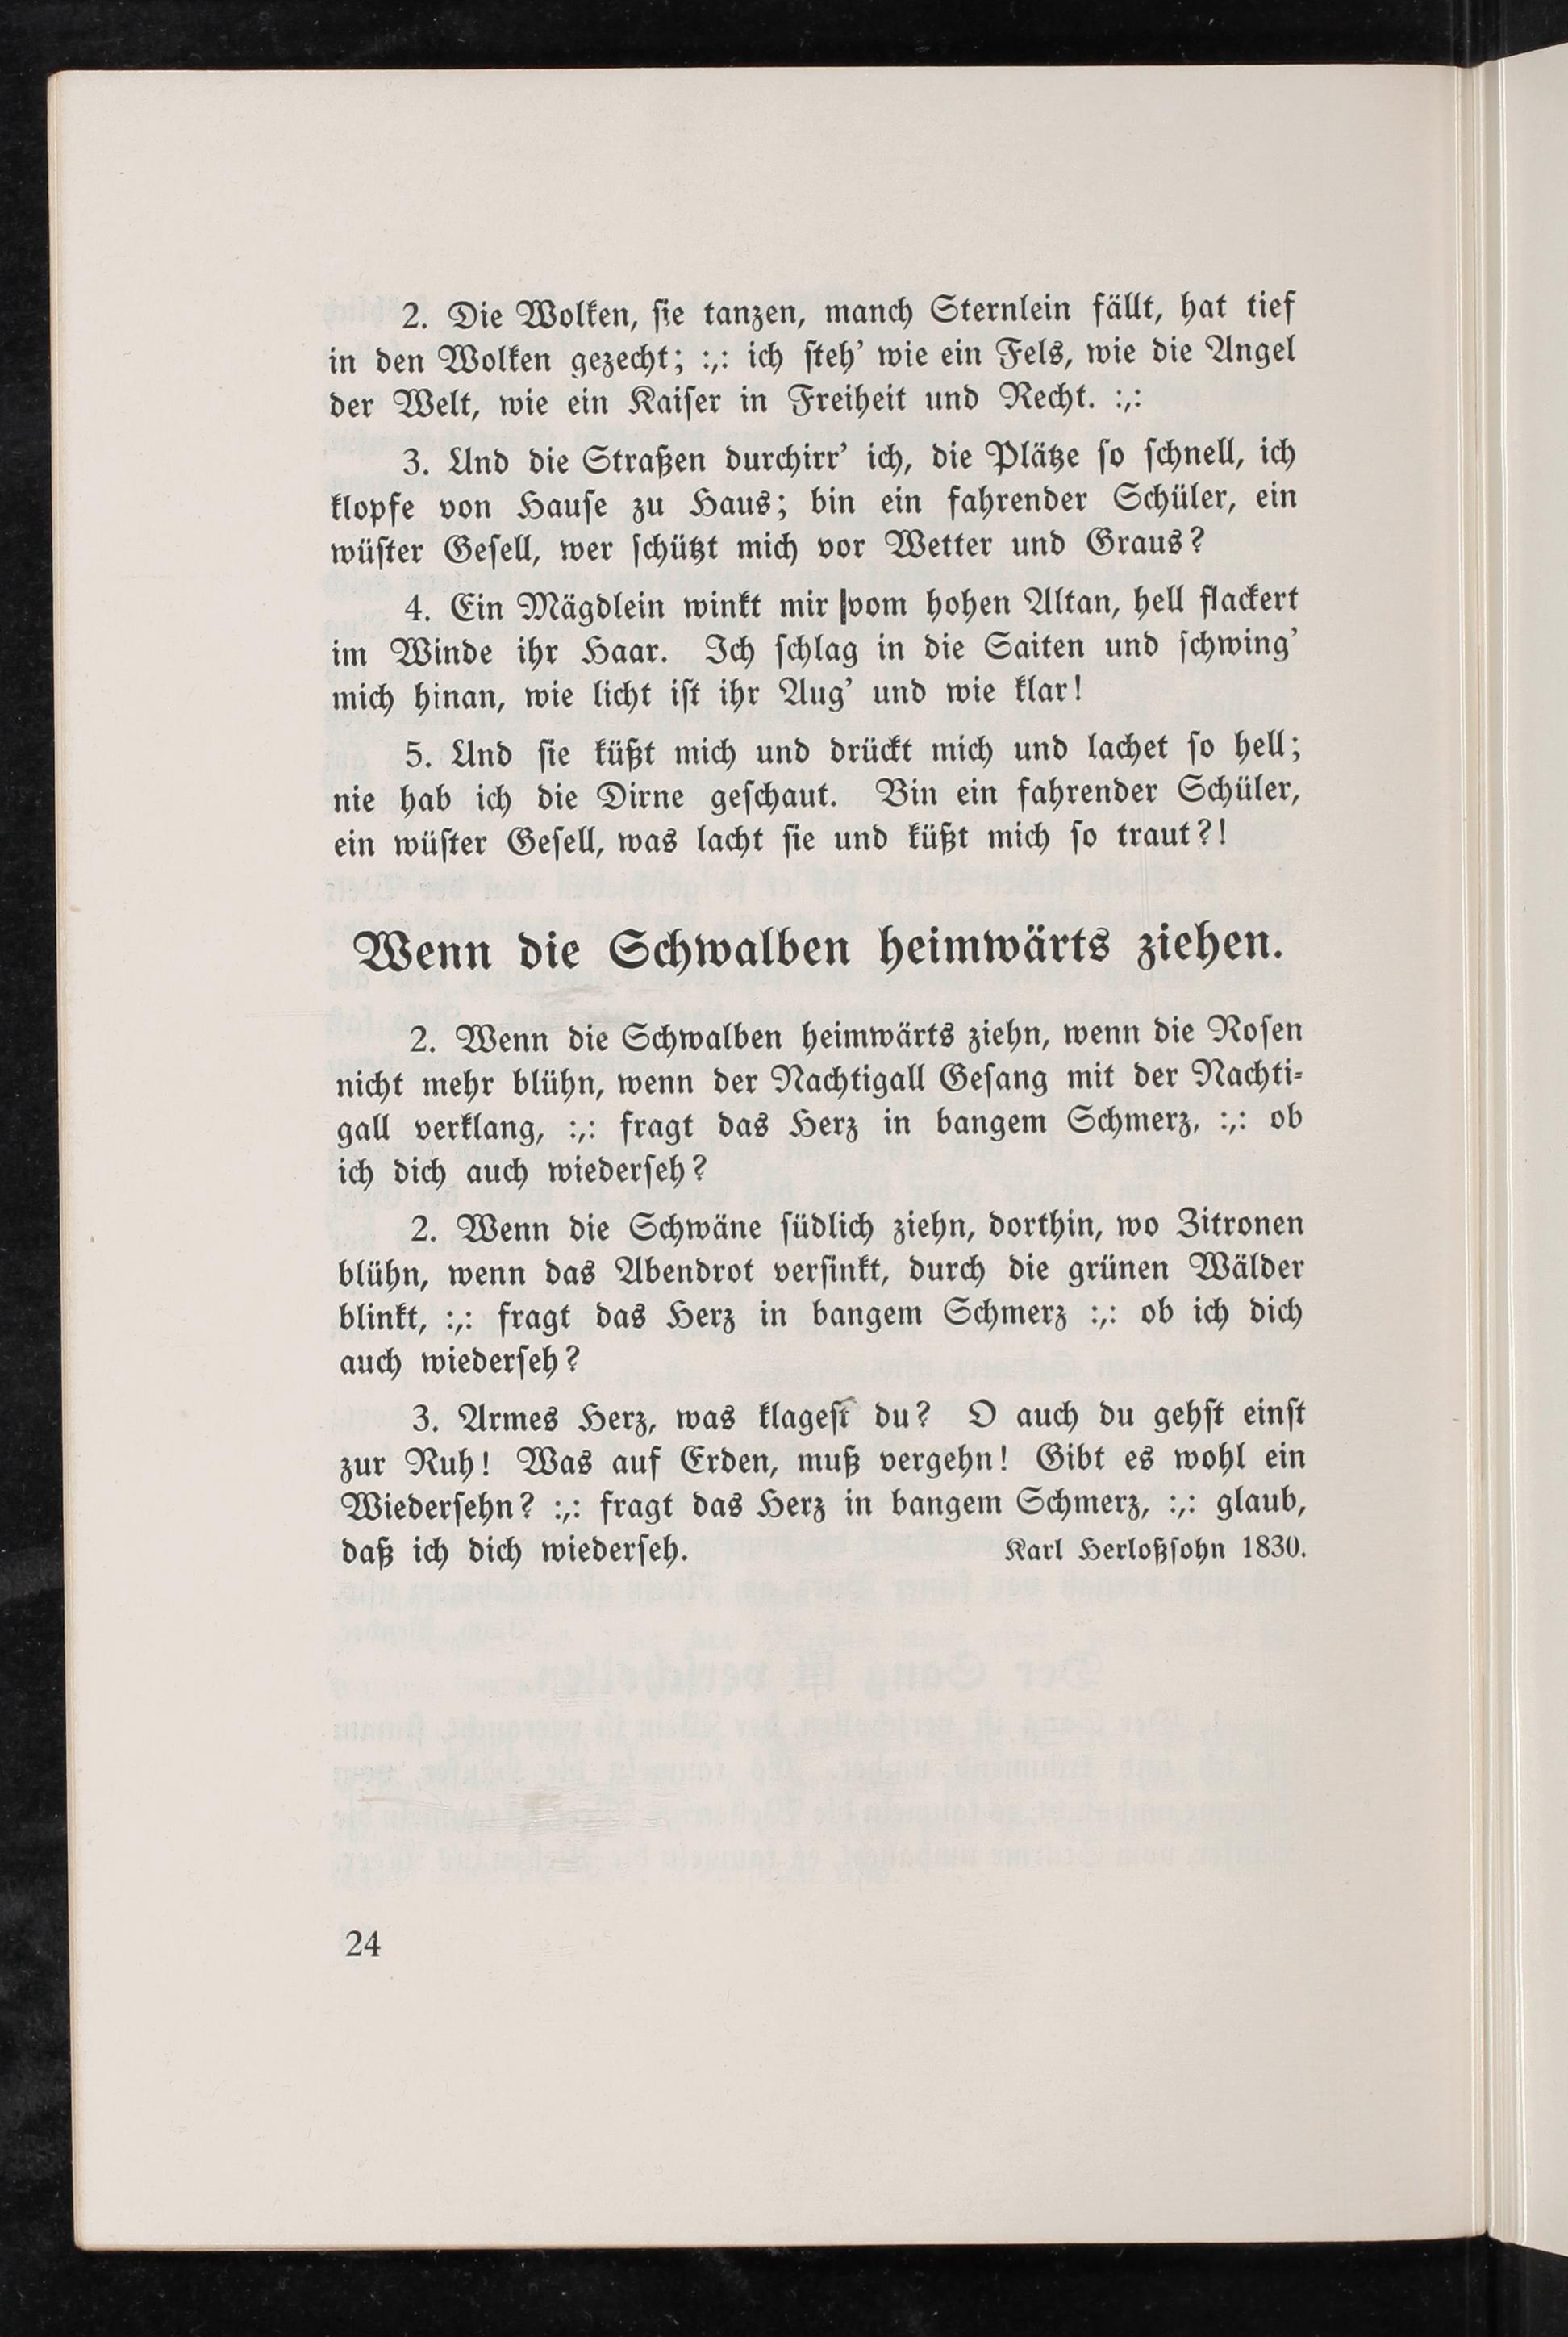 2. Die Wolken, sie tanzen, manch Sternlein fällt, hat tief
in den Wolken gezecht; :,: ich steh’ wie ein Fels, wie die Angel
der Welt, wie ein Kaiser in Freiheit und Recht. :,:
3. Und die Straßen durchirr’ ich, die Plätze so schnell, ich
klopfe von Hause zu Haus; bin ein fahrender Schüler, ein
wüster Gesell, wer schützt mich vor Wetter und Graus?
4. Ein Mägdlein winkt mir vom hohen Altan, hell flackert
im Winde ihr Haar. Ich schlag in die Saiten und schwing’
mich hinan, wie licht ist ihr Aug’ und wie klar!
5. Und sie küßt mich und drückt mich und lachet so hell;
nie hab ich die Dirne geschaut. Bin ein fahrender Schüler,
ein wüster Gesell, was lacht sie und küßt mich so traut?!
Wenn die Schwalben heimwärts ziehen.
2. Wenn die Schwalben heimwärts ziehn, wenn die Rosen
nicht mehr blühn, wenn der Nachtigall Gesang mit der Nachti-
gall verklang, :,: fragt das Herz in bangem Schmerz, :,: ob
ich dich auch wiederseh?
2. Wenn die Schwäne südlich ziehn, dorthin, wo Zitronen
blühn, wenn das Abendrot versinkt, durch die grünen Wälder
blinkt, :,: fragt das Herz in bangem Schmerz :,: ob ich dich
auch wiederseh?
3. Armes Herz, was klagest du? O auch du gehst einst
zur Ruh! Was auf Erden, muß vergehn! Gibt es wohl ein
Wiedersehn? :,: fragt das Herz in bangem Schmerz, :,: glaub,
daß ich dich wiederseh. Karl Herloßsohn 1830.
24